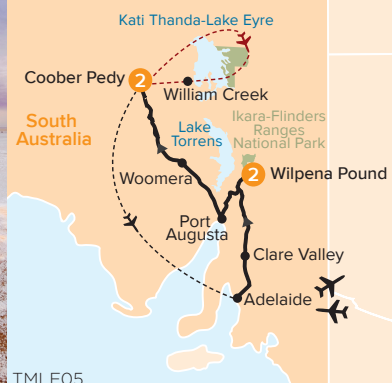 Kati Thanda-Lake Eyre
Coober Pedy 2
William Creek
South
Australia
Lake
Torrens
Ikara-Flinders
Ranges
National Park
Woomera
2 Wilpena Pound
Port
Augusta
Clare Valley
Adelaide
TMLE05